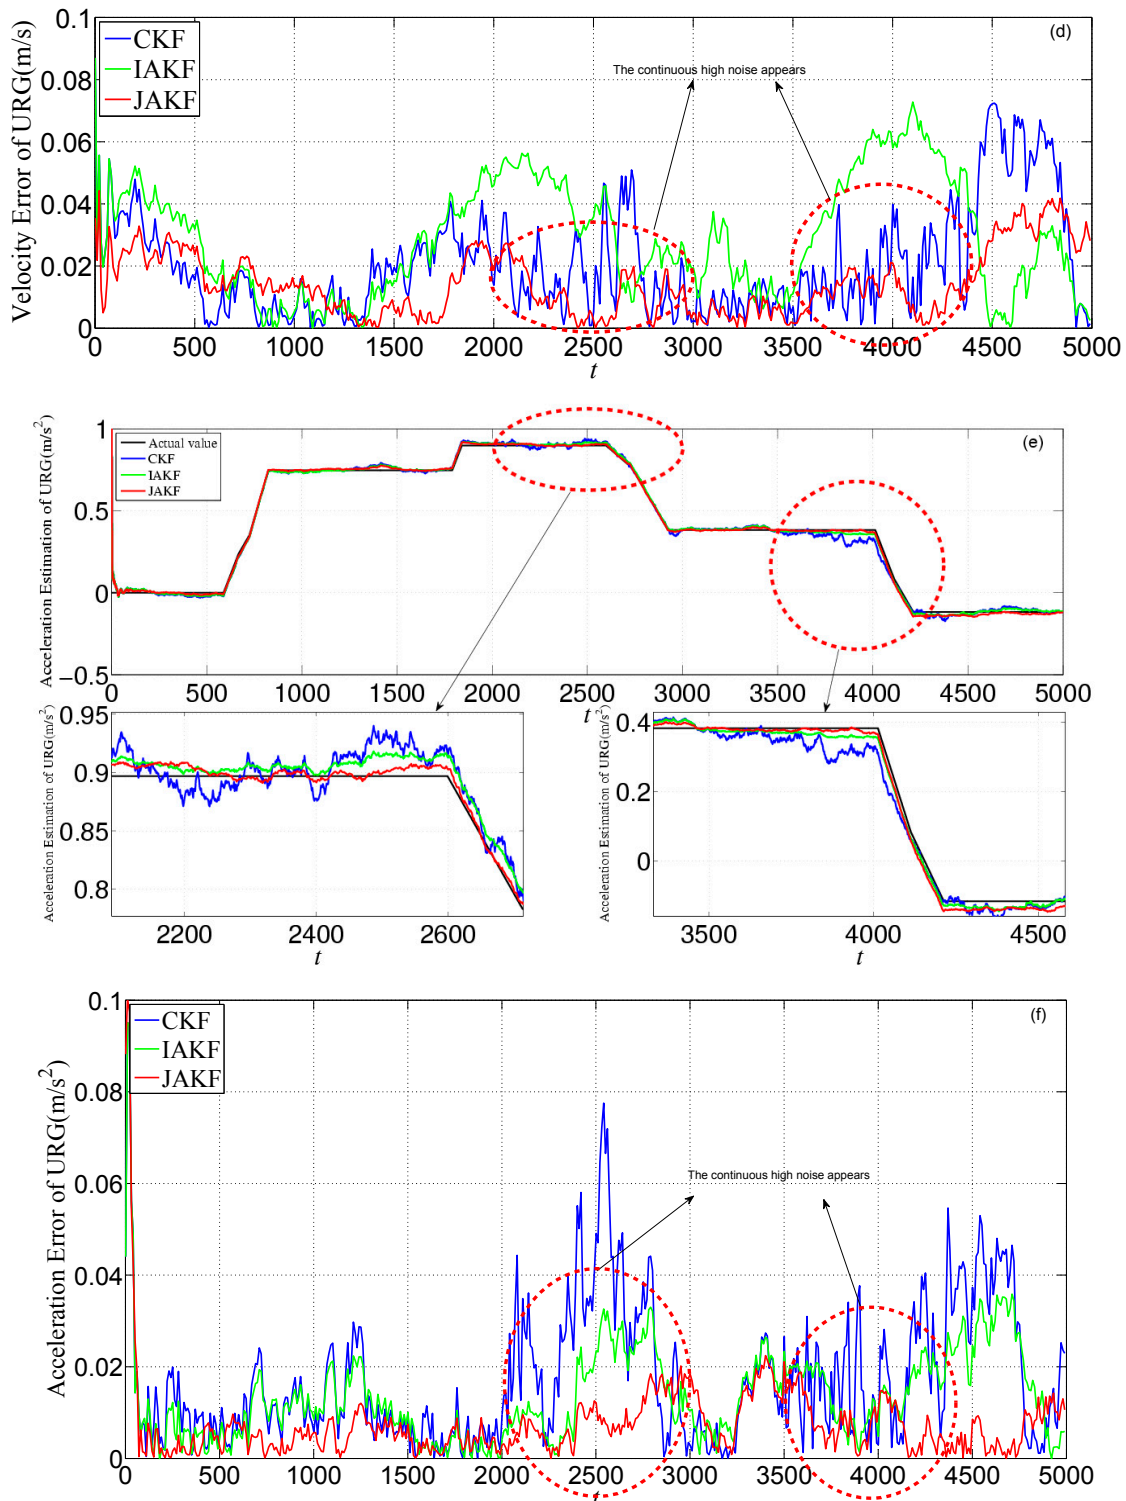 (d)
CKF
IAKF
JAKF
The continuous high noise appears
Velocity Error of URG(m/s)
0.1
0.08
0.06
0.04
0.02
0
0 500 1000 1500 2000 2500 3000 3500 4000 4500 5000
t
(e)
Actual value
CKF
IAKF
JAKF
Acceleration Estimation of URG(m/s²)
1
0.5
0
−0.5
0 500 1000 1500 2000 2500 3000 3500 4000 4500 5000
t
Acceleration Estimation of URG(m/s²)
0.95
0.9
0.85
0.8
2200 2400 2600
t
Acceleration Estimation of URG(m/s²)
0.4
0.2
0
3500 4000 4500
t
(f)
CKF
IAKF
JAKF
The continuous high noise appears
Acceleration Error of URG(m/s²)
0.1
0.08
0.06
0.04
0.02
0
0 500 1000 1500 2000 2500 3000 3500 4000 4500 5000
t